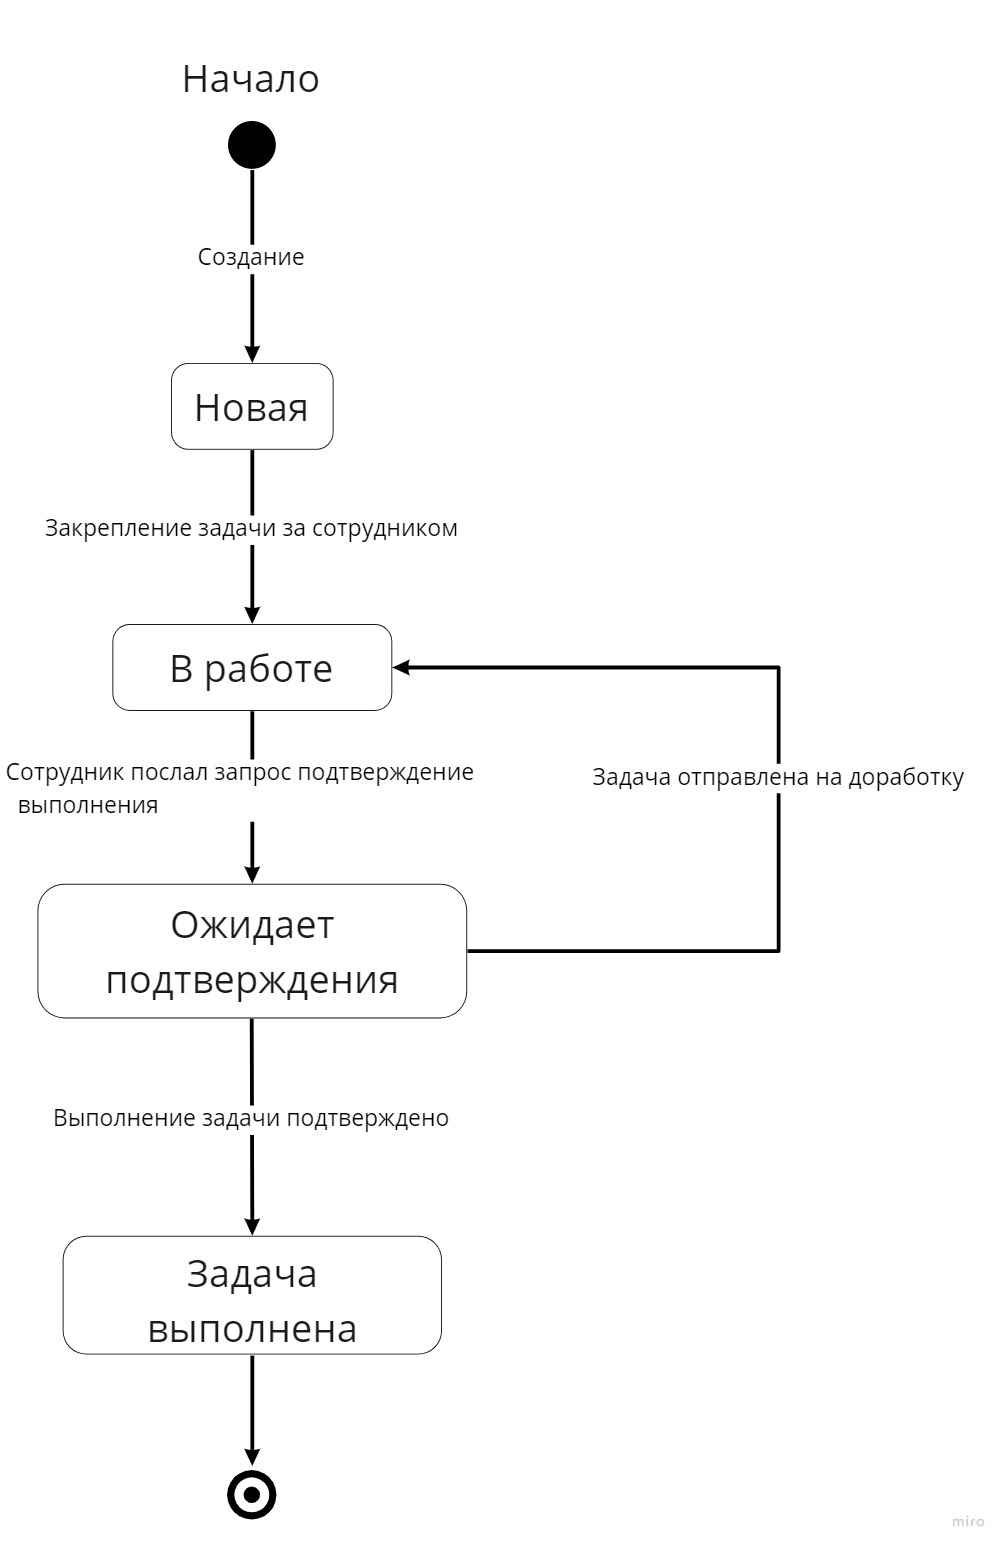 Начало
Создание
Новая
Закрепление задачи за сотрудником
В работе
Сотрудник послал запрос подтверждение
выполнения
Задача отправлена на доработку
Ожидает
подтверждения
Выполнение задачи подтверждено
Задача
выполнена
miro